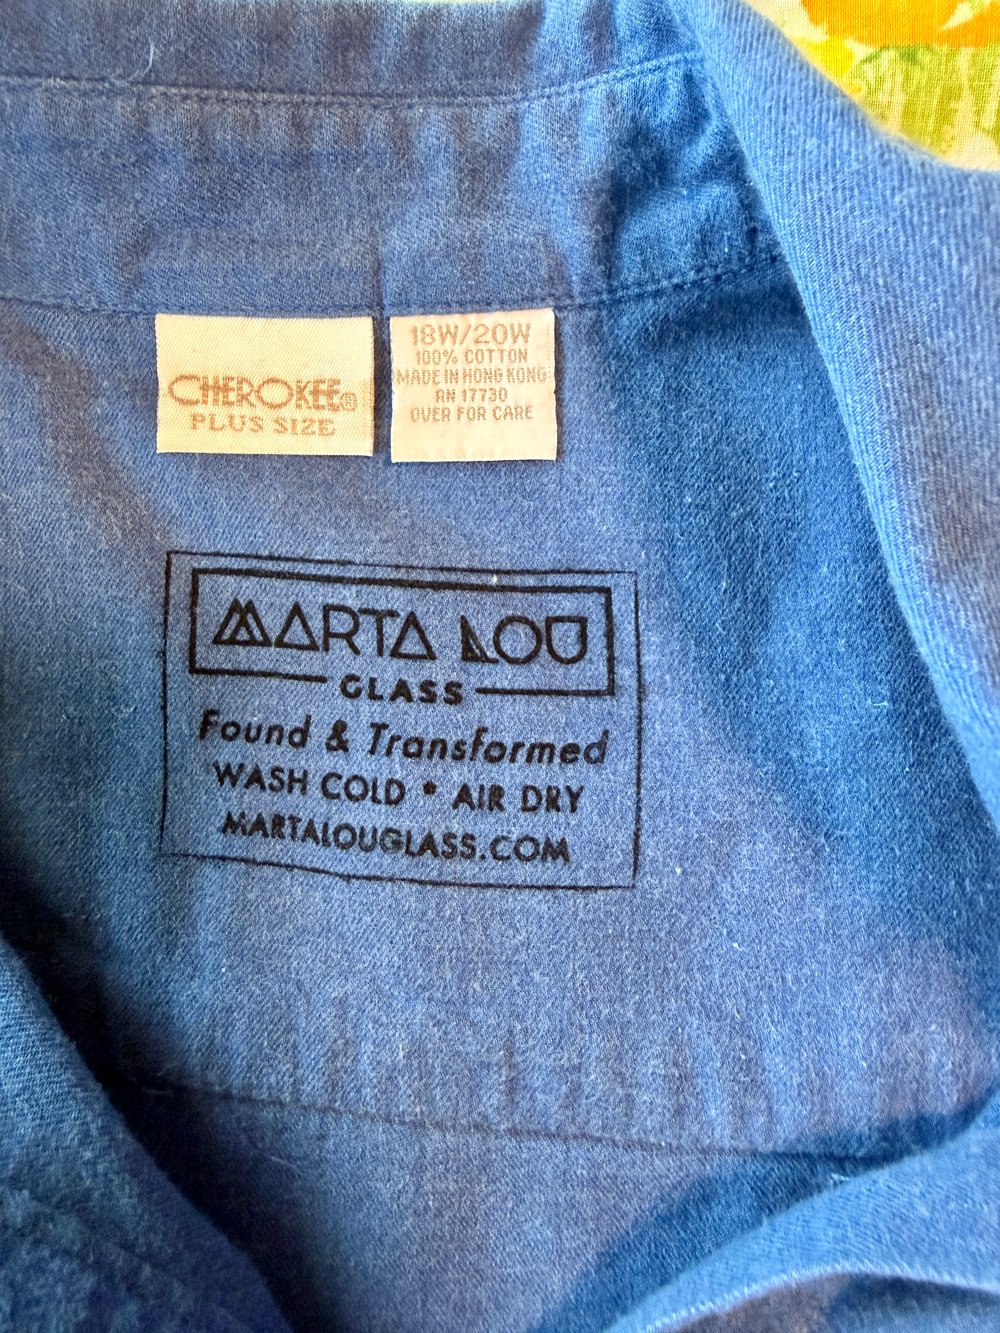 CHEROKEE®
PLUS SIZE
18W/20W
100% COTTON
MADE IN HONG KONG
RN 17730
OVER FOR CARE
MARTA LOU
GLASS
Found & Transformed
WASH COLD • AIR DRY
MARTALOUGLASS.COM